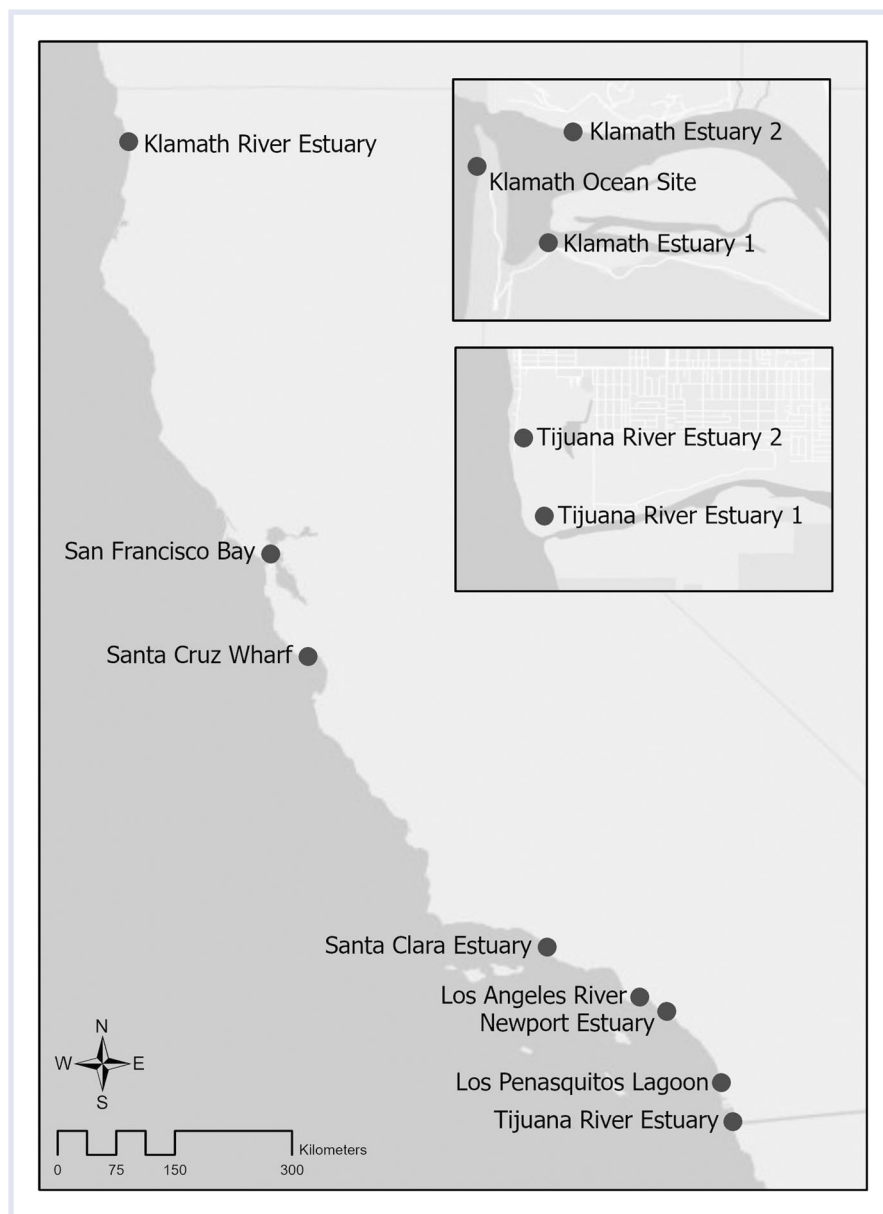 Klamath River Estuary
Klamath Estuary 2
Klamath Ocean Site
Klamath Estuary 1
Tijuana River Estuary 2
Tijuana River Estuary 1
San Francisco Bay
Santa Cruz Wharf
Santa Clara Estuary
Los Angeles River
Newport Estuary
Los Penasquitos Lagoon
Tijuana River Estuary
N
W E
S
Kilometers
0 75 150 300